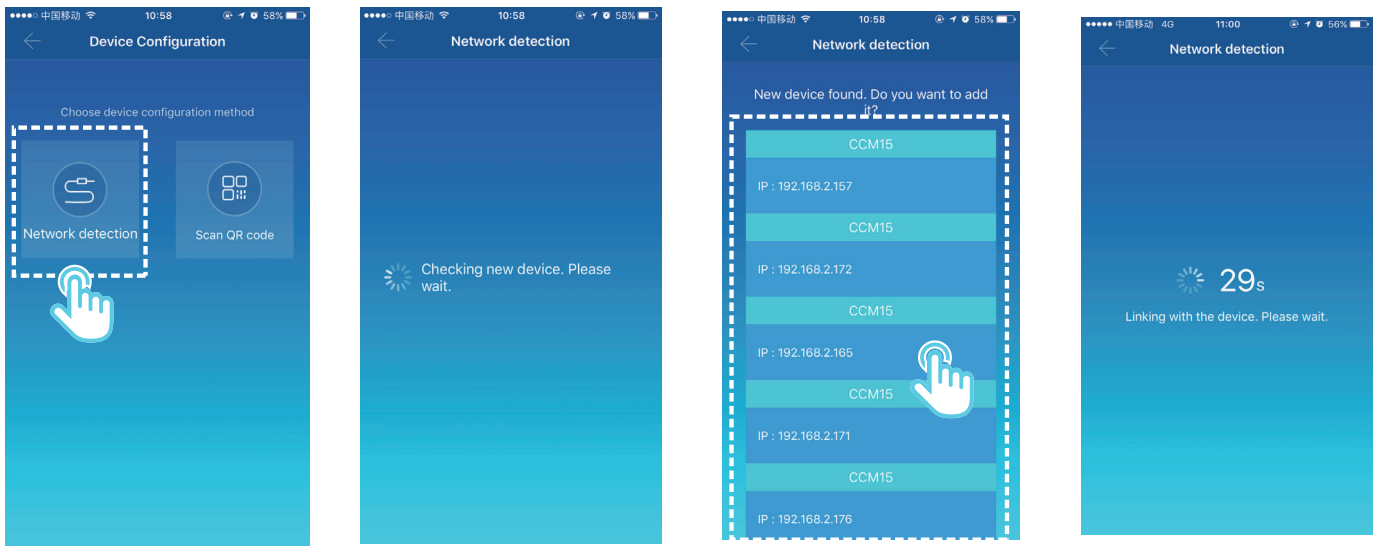 中国移动 10:58 58%
Device Configuration
Choose device configuration method
Network detection
Scan QR code
中国移动 10:58 58%
Network detection
Checking new device. Please
wait.
中国移动 10:58 58%
Network detection
New device found. Do you want to add
it?
CCM15
IP : 192.168.2.157
CCM15
IP : 192.168.2.172
CCM15
IP : 192.168.2.165
CCM15
IP : 192.168.2.171
CCM15
IP : 192.168.2.176
中国移动 4G 11:00 56%
Network detection
29s
Linking with the device. Please wait.